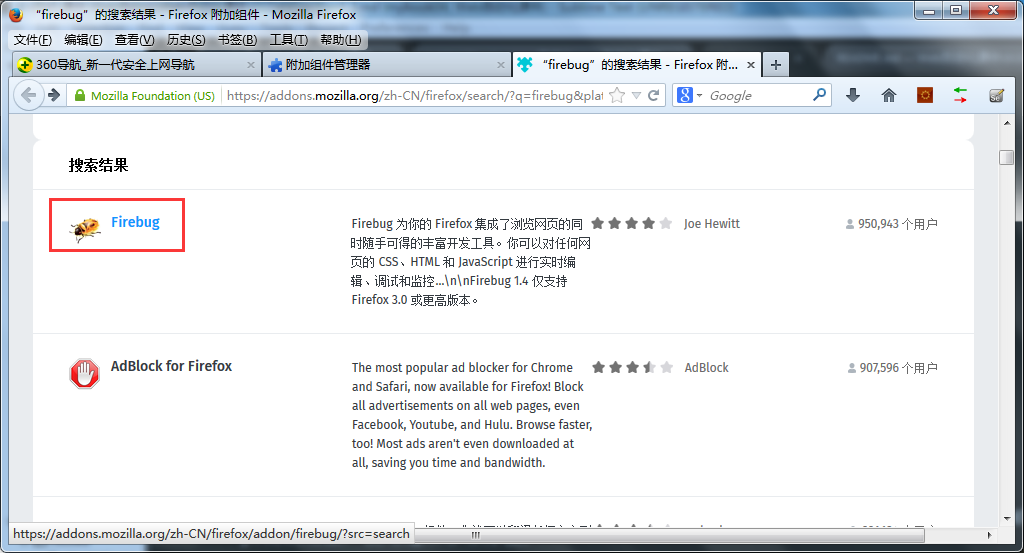 “firebug”的搜索结果 - Firefox 附加组件 - Mozilla Firefox
文件(F) 编辑(E) 查看(V) 历史(S) 书签(B) 工具(T) 帮助(H)
360导航_新一代安全上网导航
附加组件管理器
“firebug”的搜索结果 - Firefox 附...
Mozilla Foundation (US)
https://addons.mozilla.org/zh-CN/firefox/search/?q=firebug&plat
Google
搜索结果
Firebug
Firebug 为你的 Firefox 集成了浏览网页的同
时随手可得的丰富开发工具。你可以对任何网
页的 CSS、HTML 和 JavaScript 进行实时编
辑、调试和监控...\n\nFirebug 1.4 仅支持
Firefox 3.0 或更高版本。
Joe Hewitt
950,943 个用户
AdBlock for Firefox
The most popular ad blocker for Chrome
and Safari, now available for Firefox! Block
all advertisements on all web pages, even
Facebook, Youtube, and Hulu. Browse faster,
too! Most ads aren't even downloaded at
all, saving you time and bandwidth.
AdBlock
907,596 个用户
https://addons.mozilla.org/zh-CN/firefox/addon/firebug/?src=search